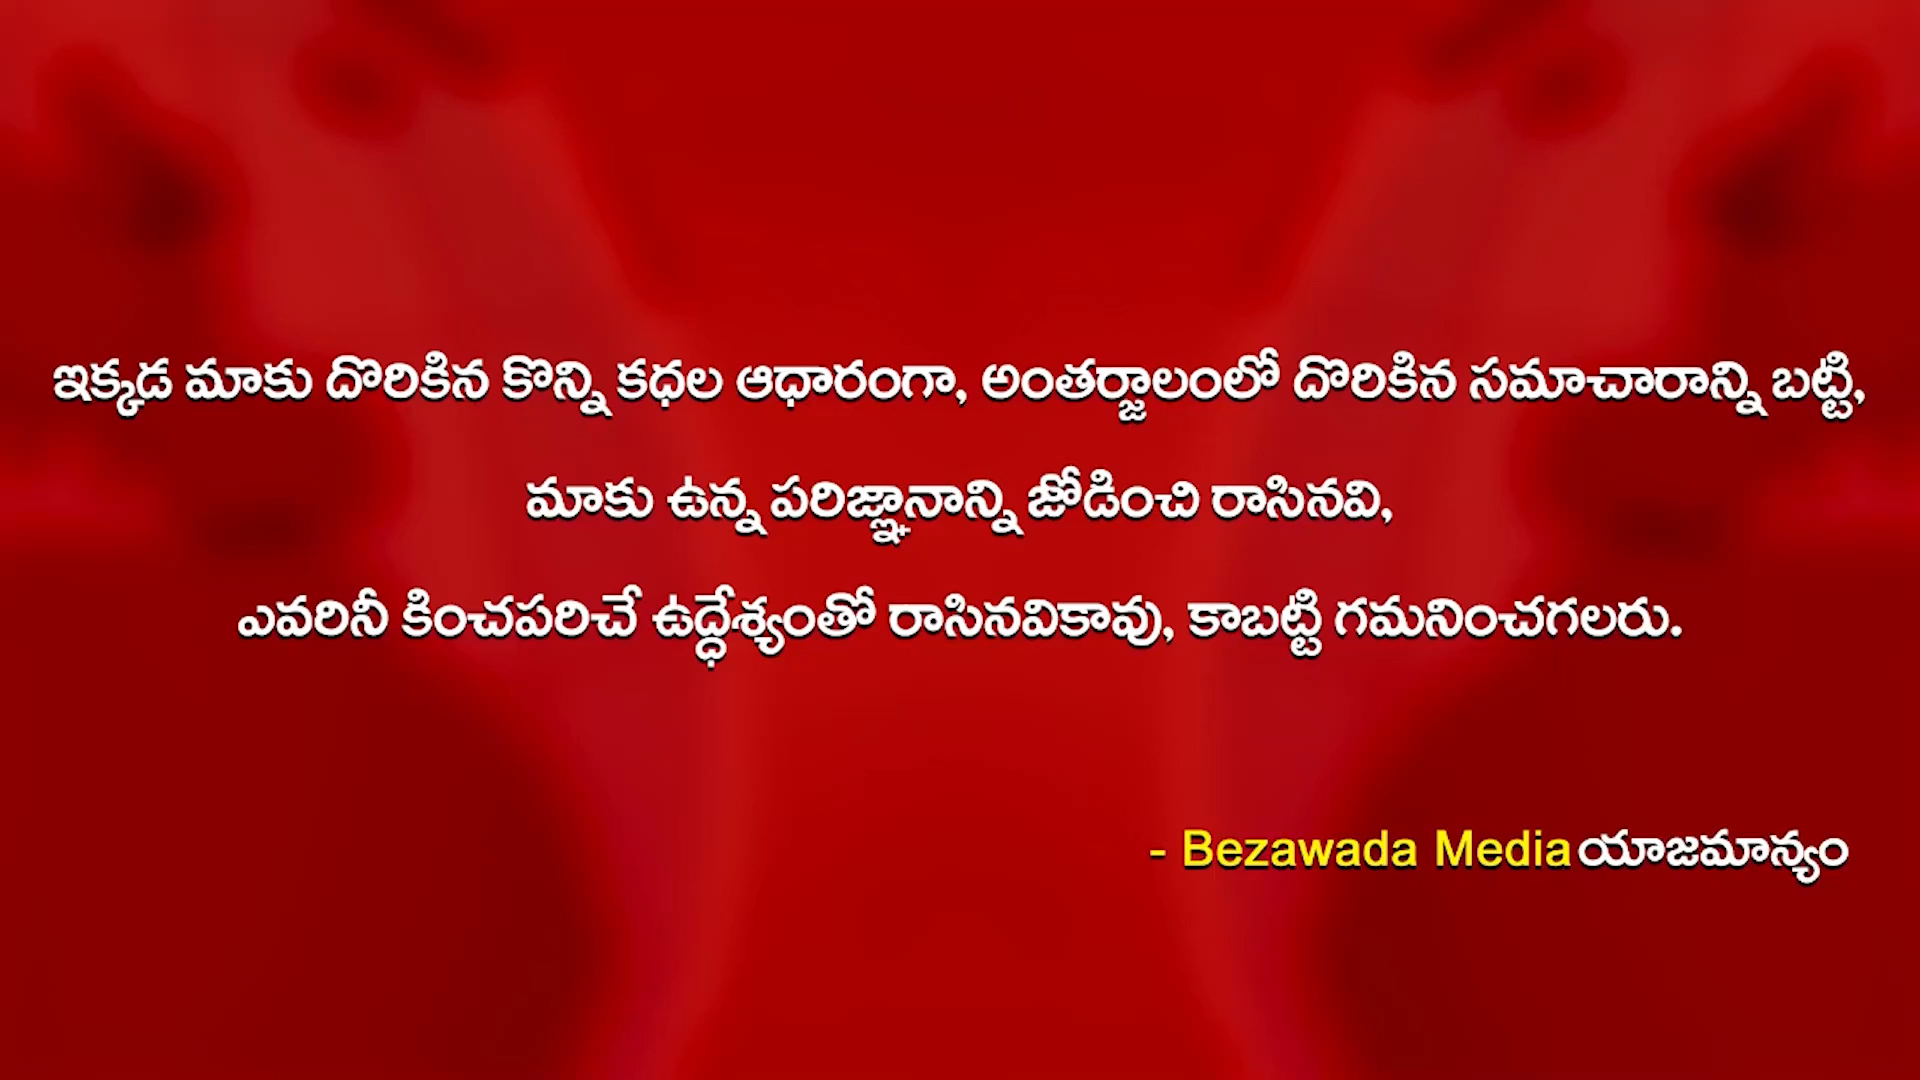 ఇక్కడ మాకు దొరికిన కొన్ని కధల ఆధారంగా, అంతర్జాలంలో దొరికిన సమాచారాన్ని బట్టి,
మాకు ఉన్న పరిజ్ఞానాన్ని జోడించి రాసినవి,
ఎవరినీ కించపరిచే ఉద్ధేశ్యంతో రాసినవికావు, కాబట్టి గమనించగలరు.
- Bezawada Media యాజమాన్యం